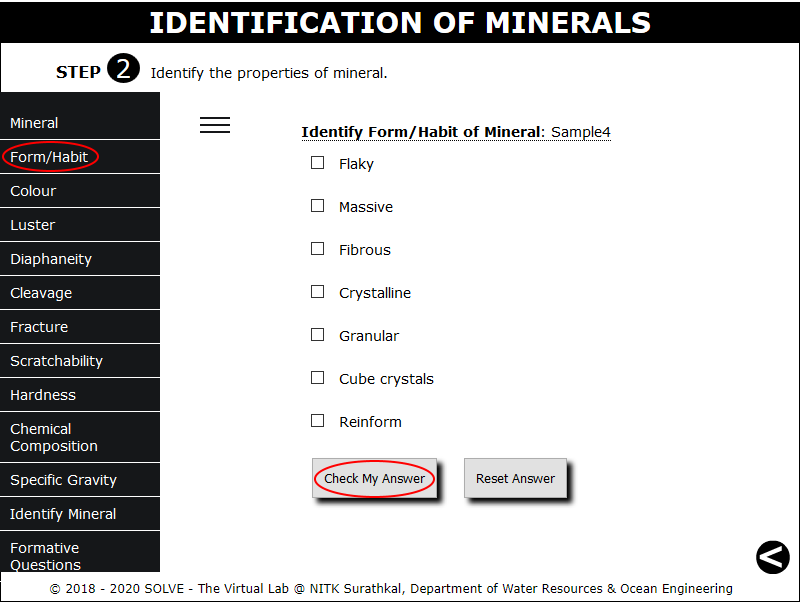 IDENTIFICATION OF MINERALS
STEP 2 Identify the properties of mineral.
Mineral
Form/Habit
Colour
Luster
Diaphaneity
Cleavage
Fracture
Scratchability
Hardness
Chemical
Composition
Specific Gravity
Identify Mineral
Formative
Questions
Identify Form/Habit of Mineral: Sample4
Flaky
Massive
Fibrous
Crystalline
Granular
Cube crystals
Reinform
Check My Answer Reset Answer
<
© 2018 - 2020 SOLVE - The Virtual Lab @ NITK Surathkal, Department of Water Resources & Ocean Engineering